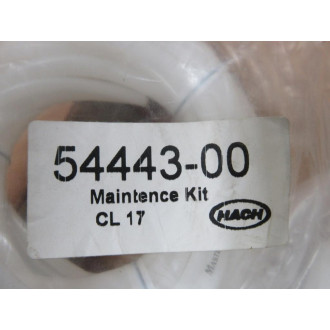 54443-00
Maintence Kit
CL 17
HACH